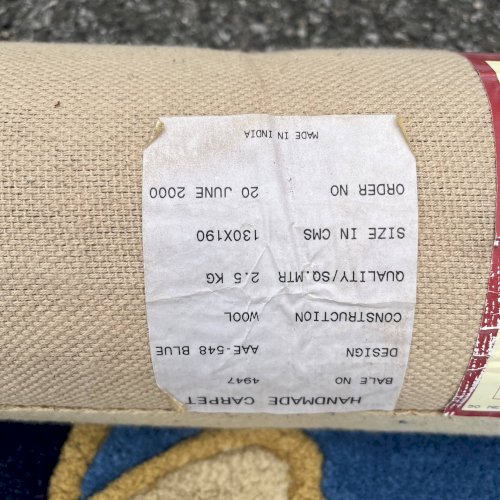 HANDMADE CARPET
BALE NO 4947
DESIGN AAE-548 BLUE
CONSTRUCTION WOOL
QUALITY/SQ.MTR 2.5 KG
SIZE IN CMS 130X190
ORDER NO 20 JUNE 2000
MADE IN INDIA